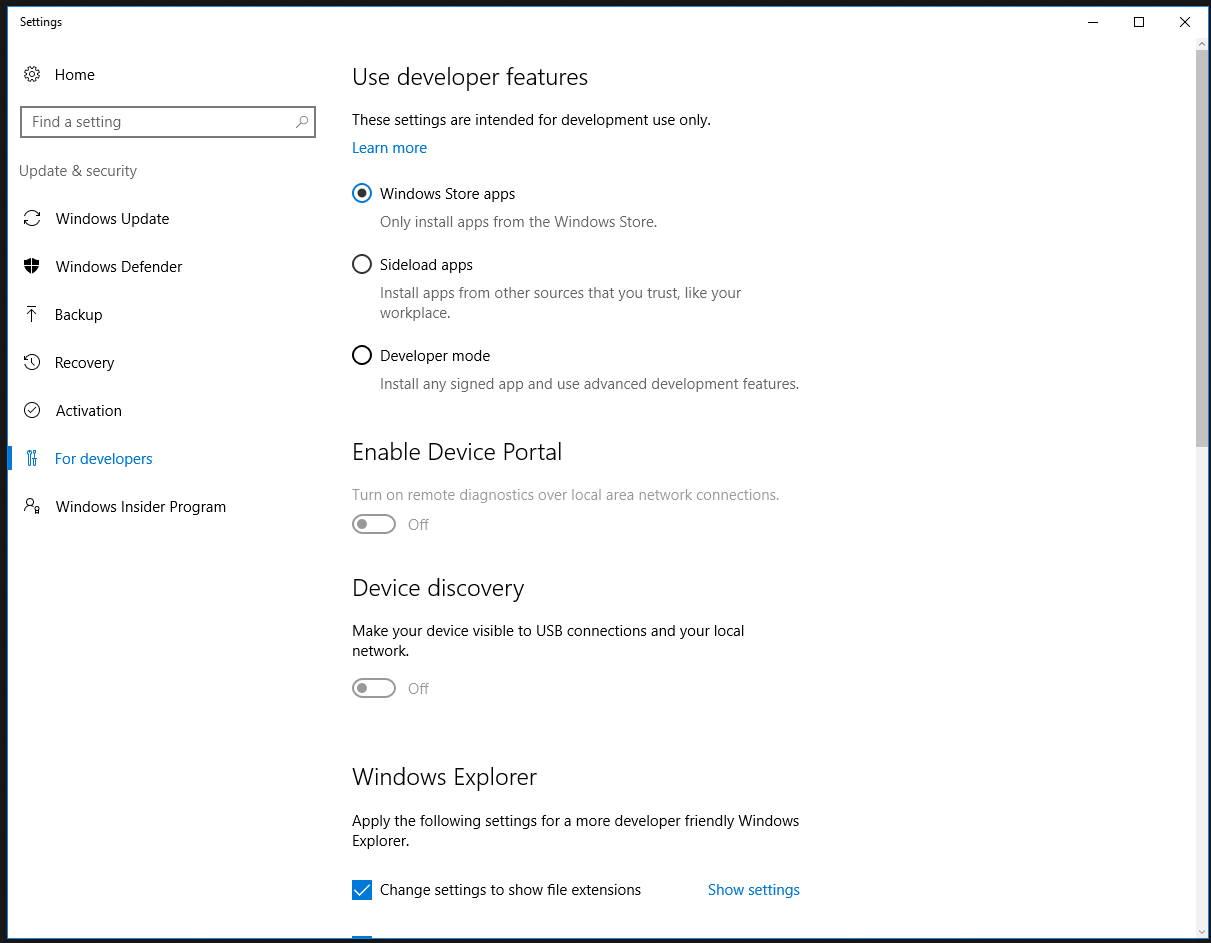 Settings
Home
Find a setting
Update & security
Windows Update
Windows Defender
Backup
Recovery
Activation
For developers
Windows Insider Program
Use developer features
These settings are intended for development use only.
Learn more
Windows Store apps
Only install apps from the Windows Store.
Sideload apps
Install apps from other sources that you trust, like your
workplace.
Developer mode
Install any signed app and use advanced development features.
Enable Device Portal
Turn on remote diagnostics over local area network connections.
Off
Device discovery
Make your device visible to USB connections and your local
network.
Off
Windows Explorer
Apply the following settings for a more developer friendly Windows
Explorer.
Change settings to show file extensions
Show settings